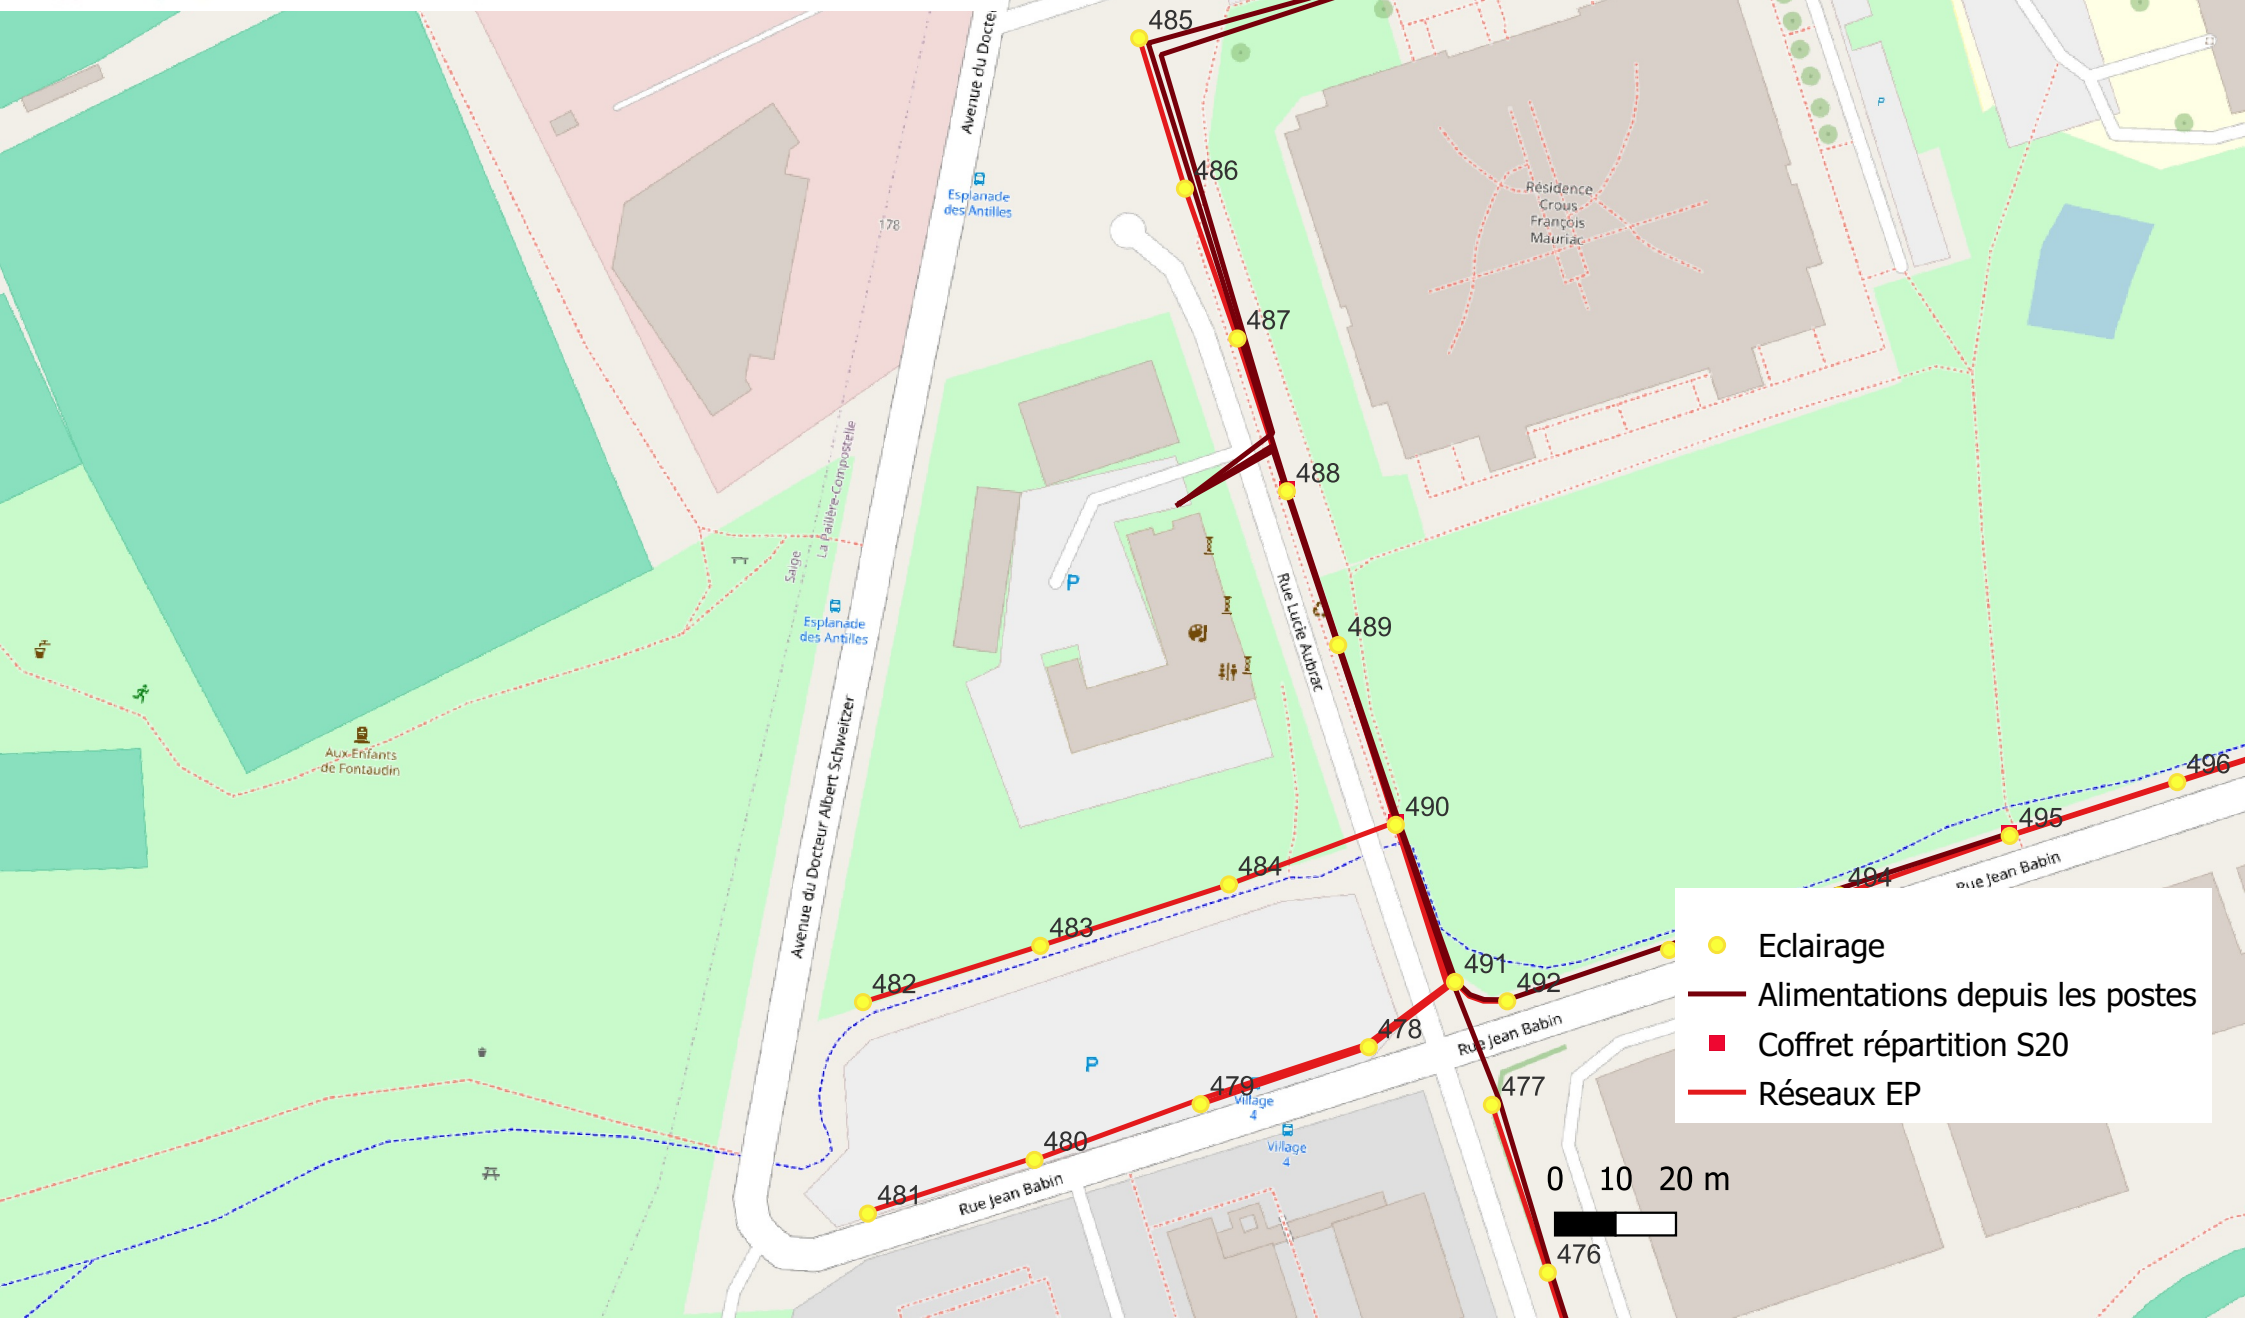 485
Avenue du Docte
486
Esplanade
des Antilles
178
P
Résidence
Crous
François
Mauriac
487
488
La Paillère-Compostelle
Saige
P
Esplanade
des Antilles
Rue Lucie Aubrac
489
Aux Enfants
de Fontaudin
Avenue du Docteur Albert Schweitzer
496
490
495
484
494
Rue Jean Babin
483
Eclairage
491
482
492
Alimentations depuis les postes
478
Rue Jean Babin
Coffret répartition S20
P
479
477
Réseaux EP
Village
4
480
Village
4
0 10 20 m
481
Rue Jean Babin
476